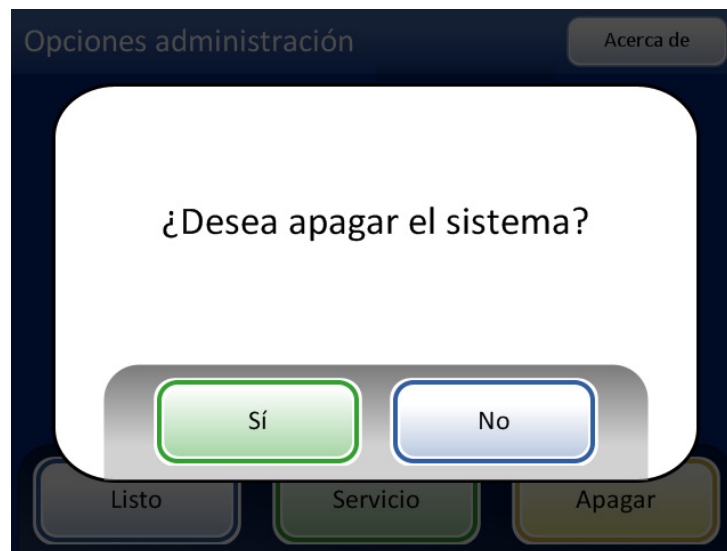 Opciones administración
Acerca de
¿Desea apagar el sistema?
Sí
No
Listo
Servicio
Apagar